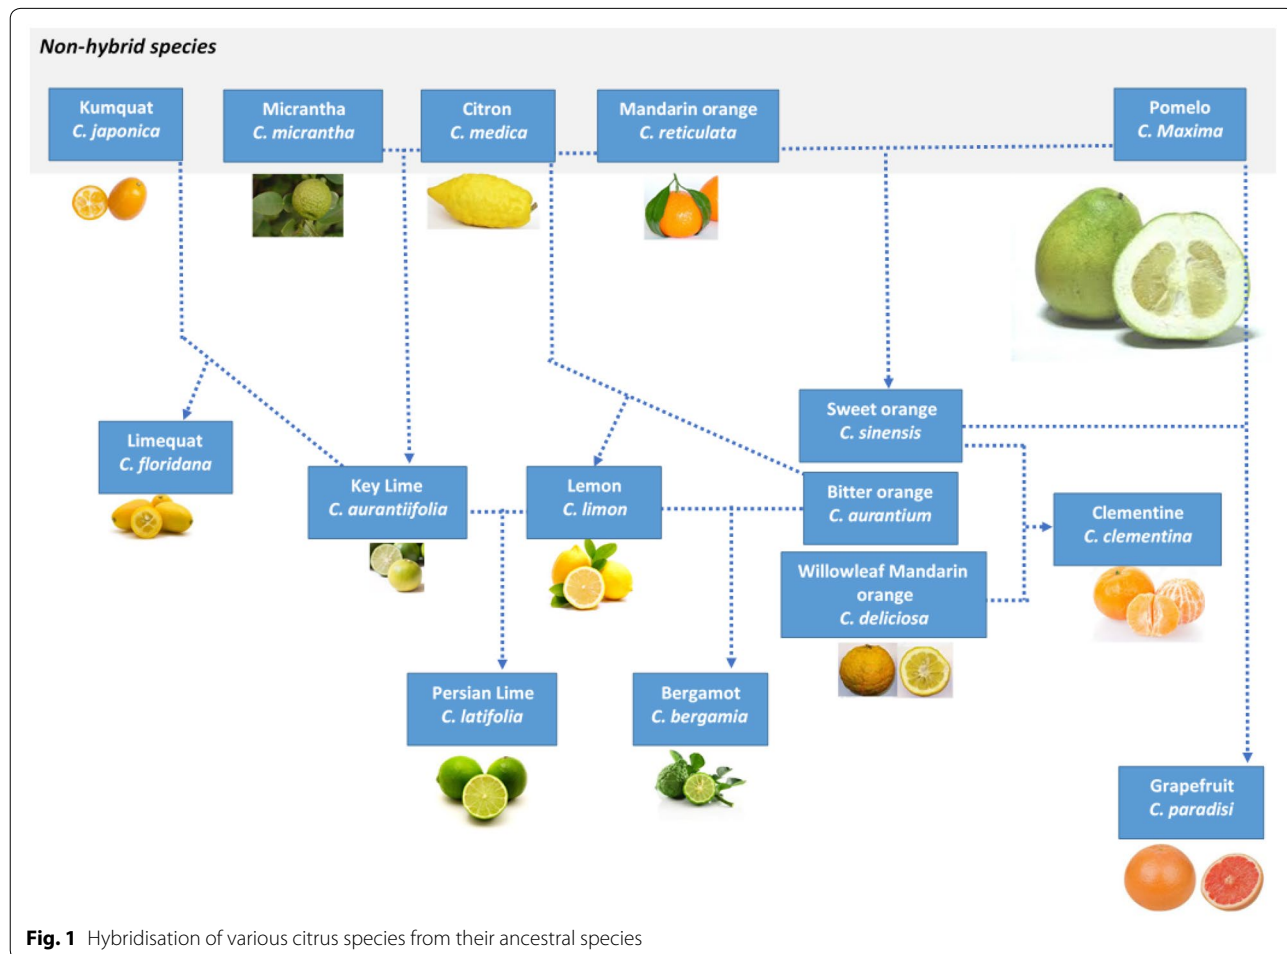 Non-hybrid species
Kumquat
C. japonica
Micrantha
C. micrantha
Citron
C. medica
Mandarin orange
C. reticulata
Pomelo
C. Maxima
Sweet orange
C. sinensis
Limequat
C. floridana
Key Lime
C. aurantiifolia
Lemon
C. limon
Bitter orange
C. aurantium
Clementine
C. clementina
Willowleaf Mandarin
orange
C. deliciosa
Persian Lime
C. latifolia
Bergamot
C. bergamia
Grapefruit
C. paradisi
Fig. 1 Hybridisation of various citrus species from their ancestral species